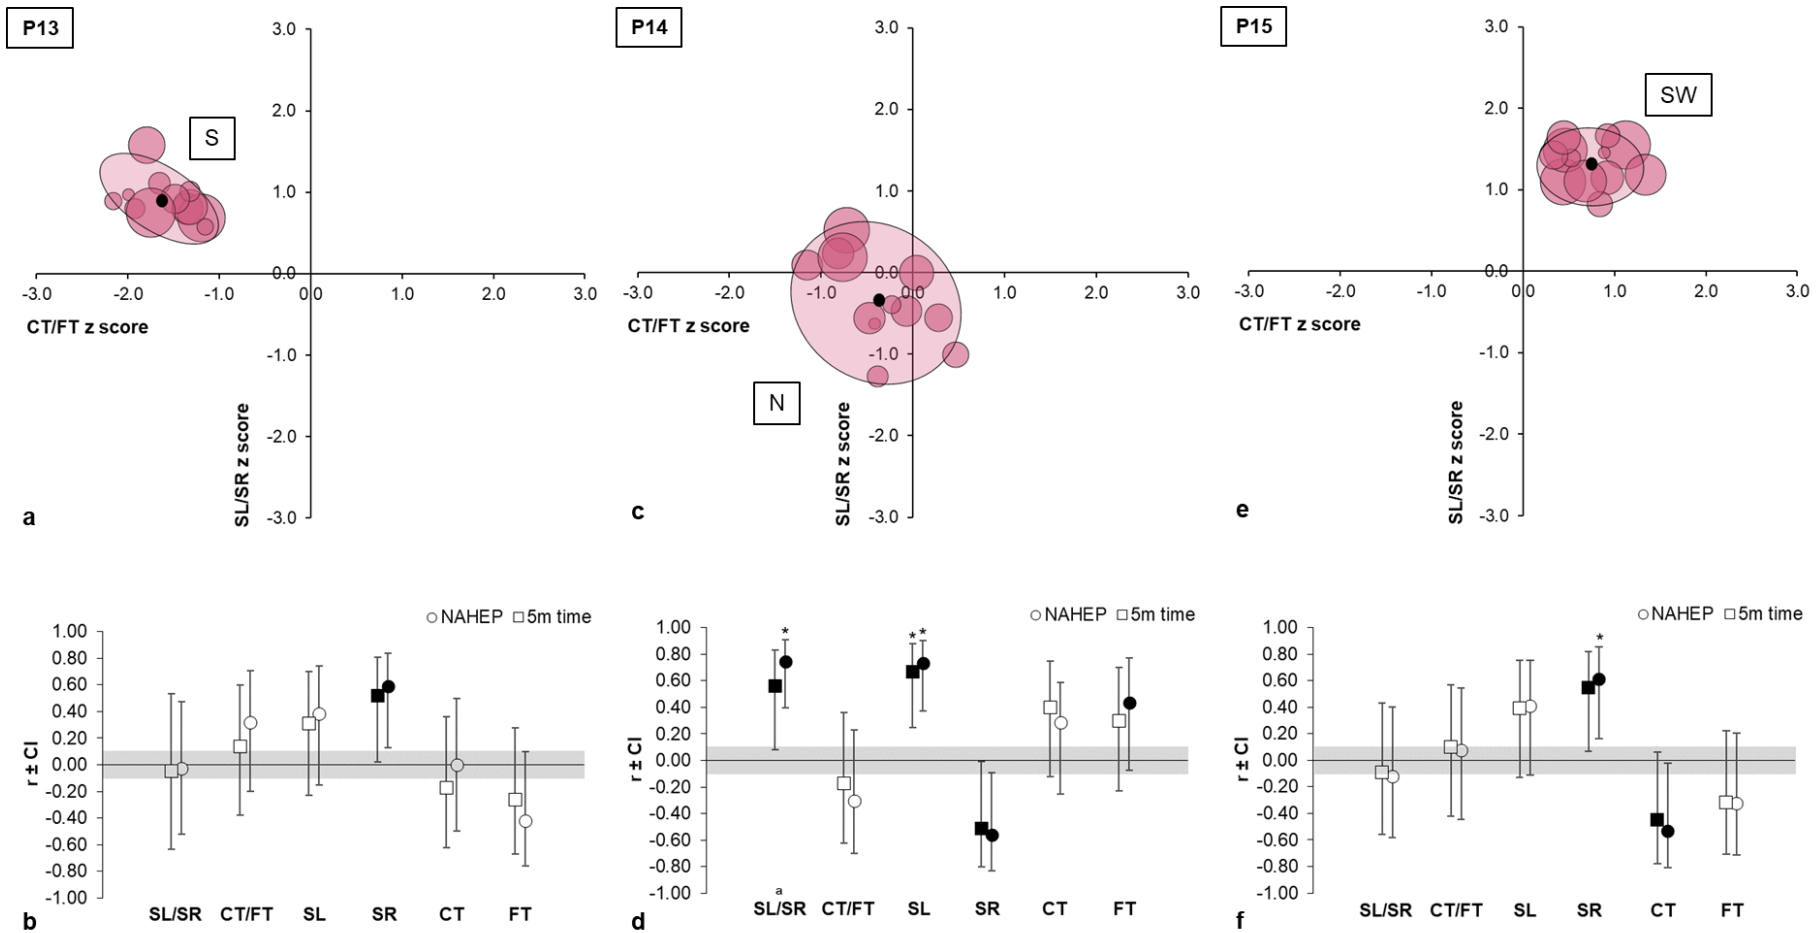 P13
3.0
2.0
1.0
0.0
-1.0
-2.0
-3.0
-3.0 -2.0 -1.0 0.0 1.0 2.0 3.0
CT/FT z score
SL/SR z score
S
a
P14
3.0
2.0
1.0
0.0
-1.0
-2.0
-3.0
-3.0 -2.0 -1.0 0.0 1.0 2.0 3.0
CT/FT z score
SL/SR z score
N
c
P15
3.0
2.0
1.0
0.0
-1.0
-2.0
-3.0
-3.0 -2.0 -1.0 0.0 1.0 2.0 3.0
CT/FT z score
SL/SR z score
SW
e
NAHEP 5m time
1.00
0.80
0.60
0.40
0.20
0.00
-0.20
-0.40
-0.60
-0.80
-1.00
r ± CI
SL/SR CT/FT SL SR CT FT
b
NAHEP 5m time
* * *
1.00
0.80
0.60
0.40
0.20
0.00
-0.20
-0.40
-0.60
-0.80
-1.00
r ± CI
a
SL/SR CT/FT SL SR CT FT
d
NAHEP 5m time
*
1.00
0.80
0.60
0.40
0.20
0.00
-0.20
-0.40
-0.60
-0.80
-1.00
r ± CI
SL/SR CT/FT SL SR CT FT
f